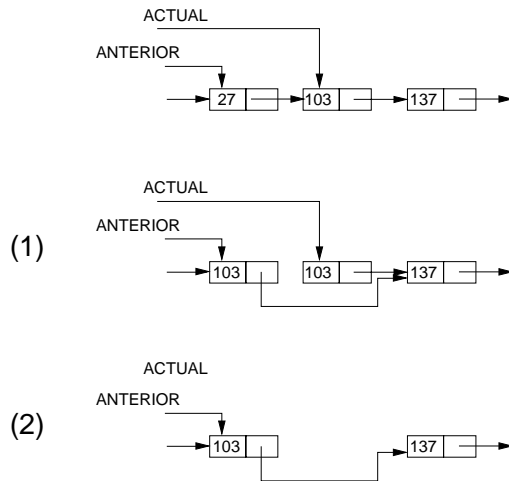 ACTUAL
ANTERIOR
27 103 137
ACTUAL
ANTERIOR
(1)
103 103 137
ACTUAL
ANTERIOR
(2)
103 137